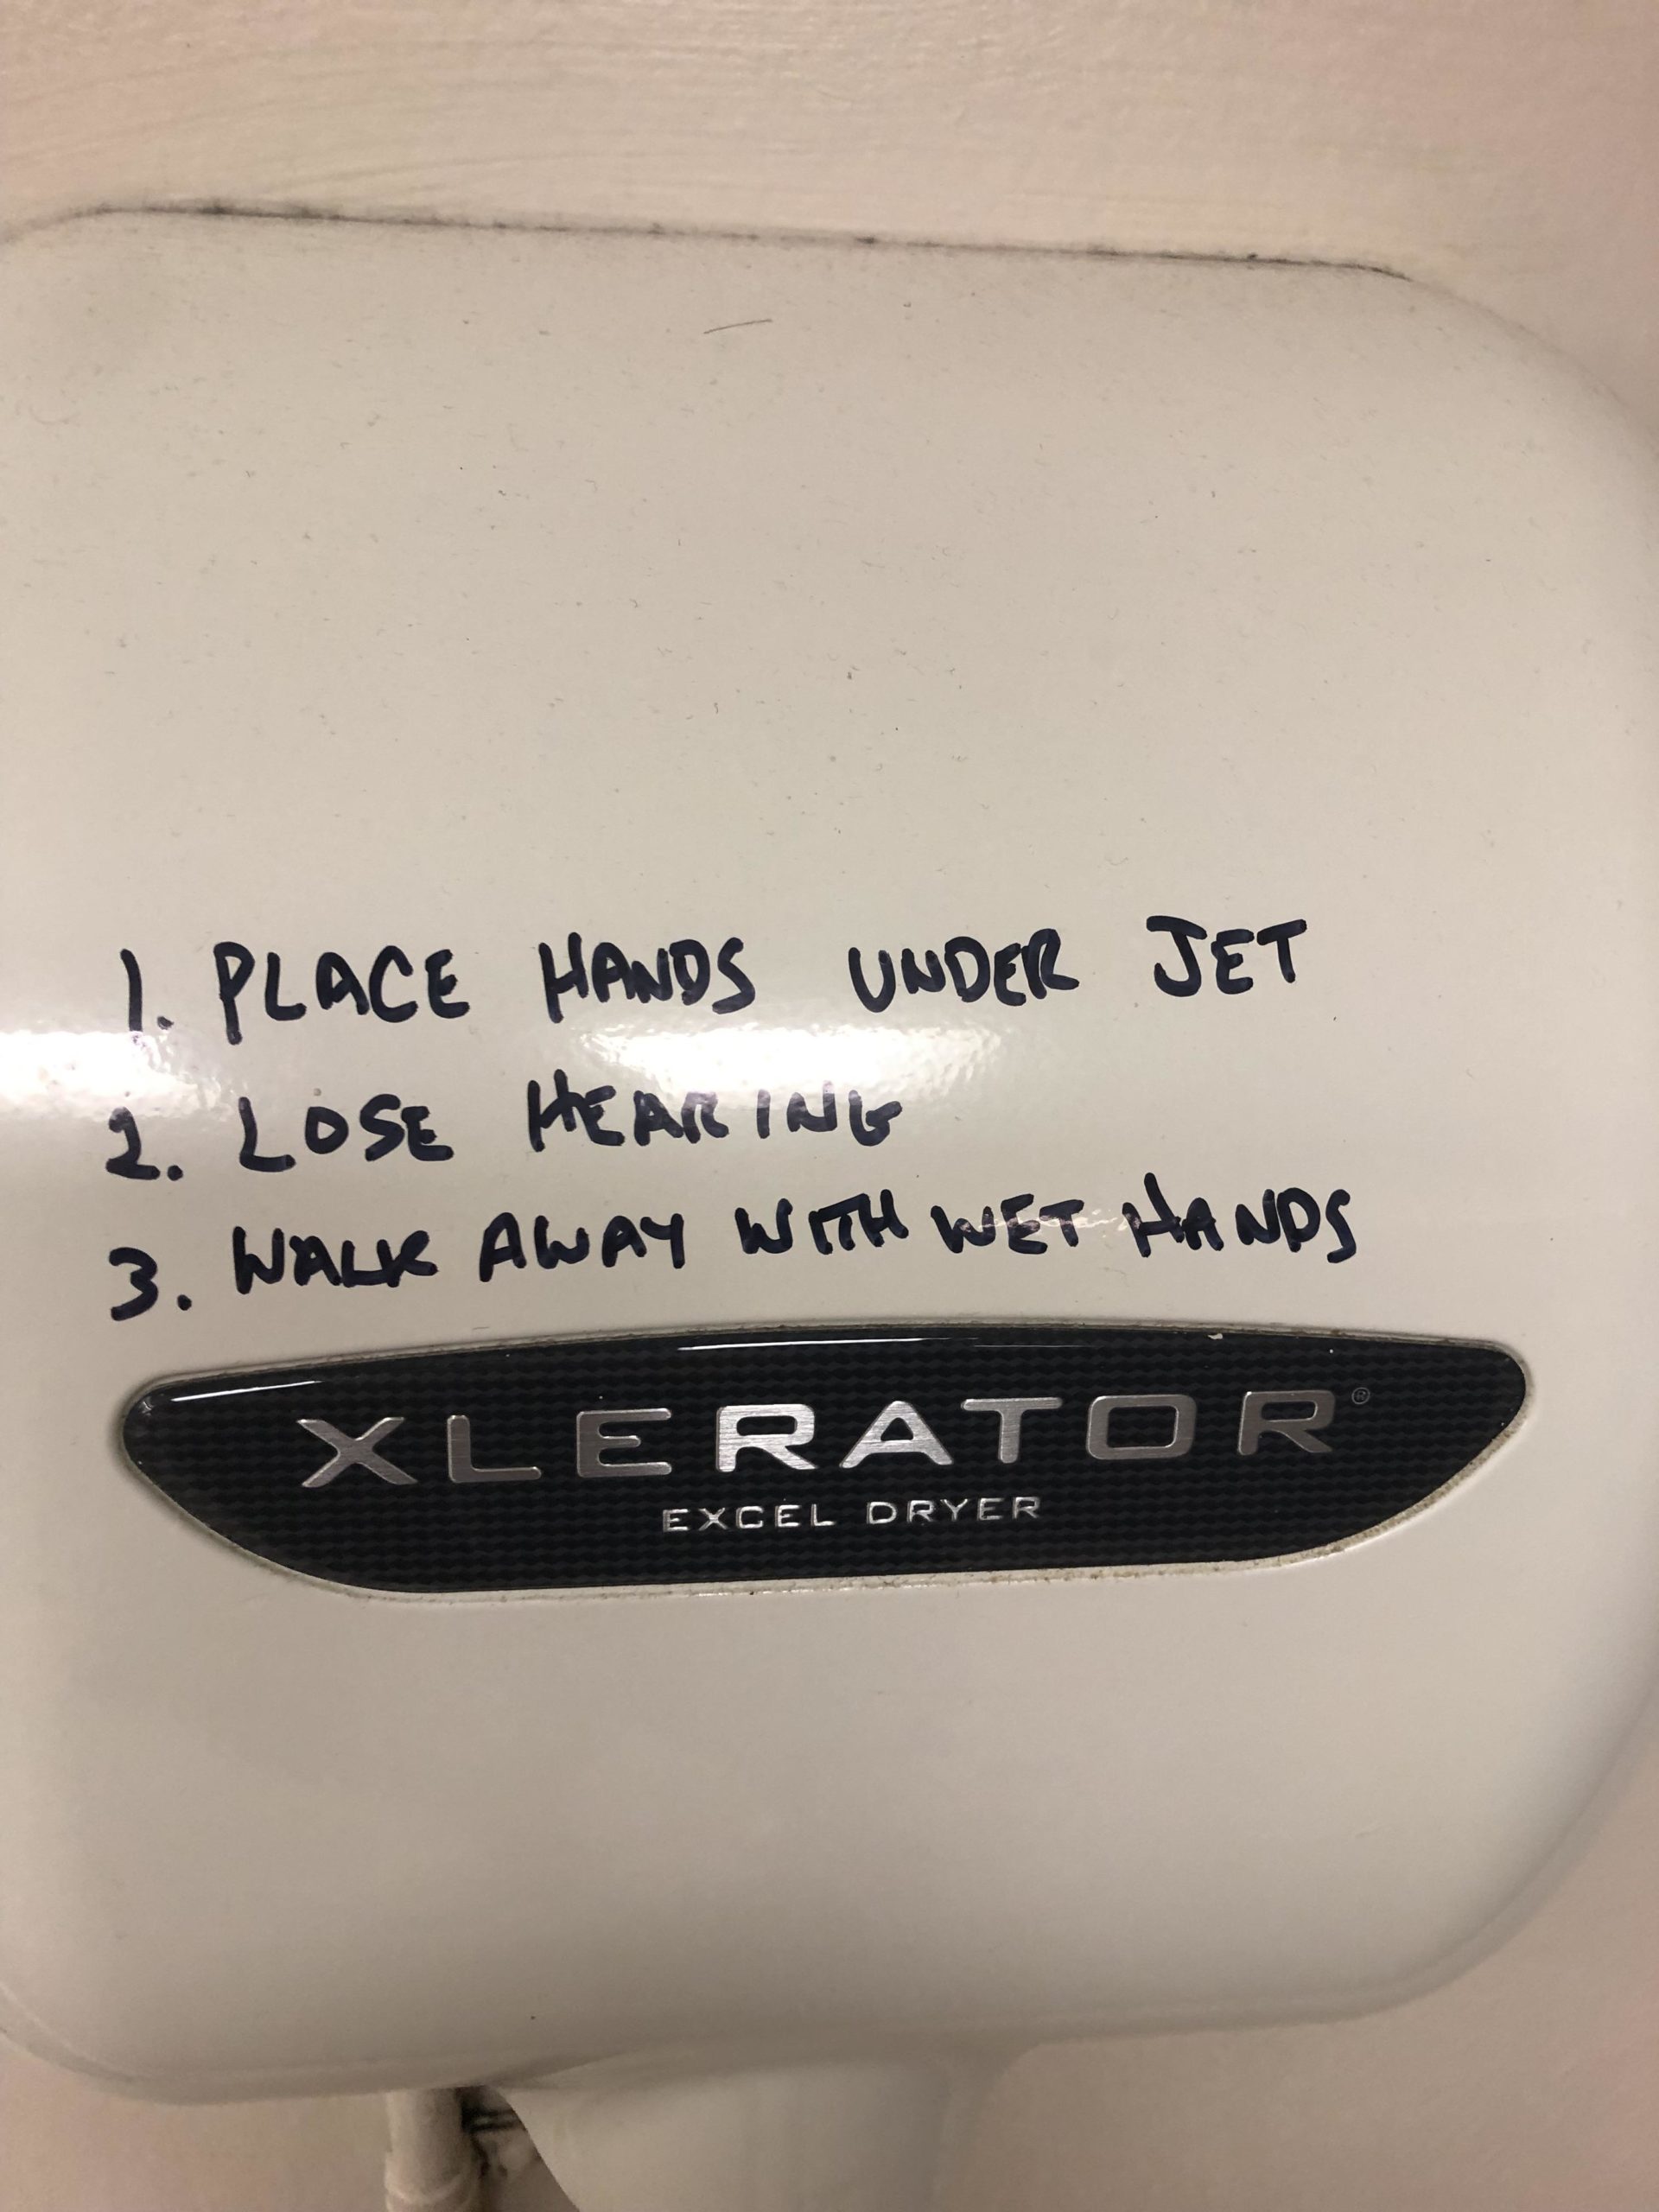 1. PLACE HANDS UNDER JET
2. LOSE HEARING
3. WALK AWAY WITH WET HANDS
XLERATOR®
EXCEL DRYER